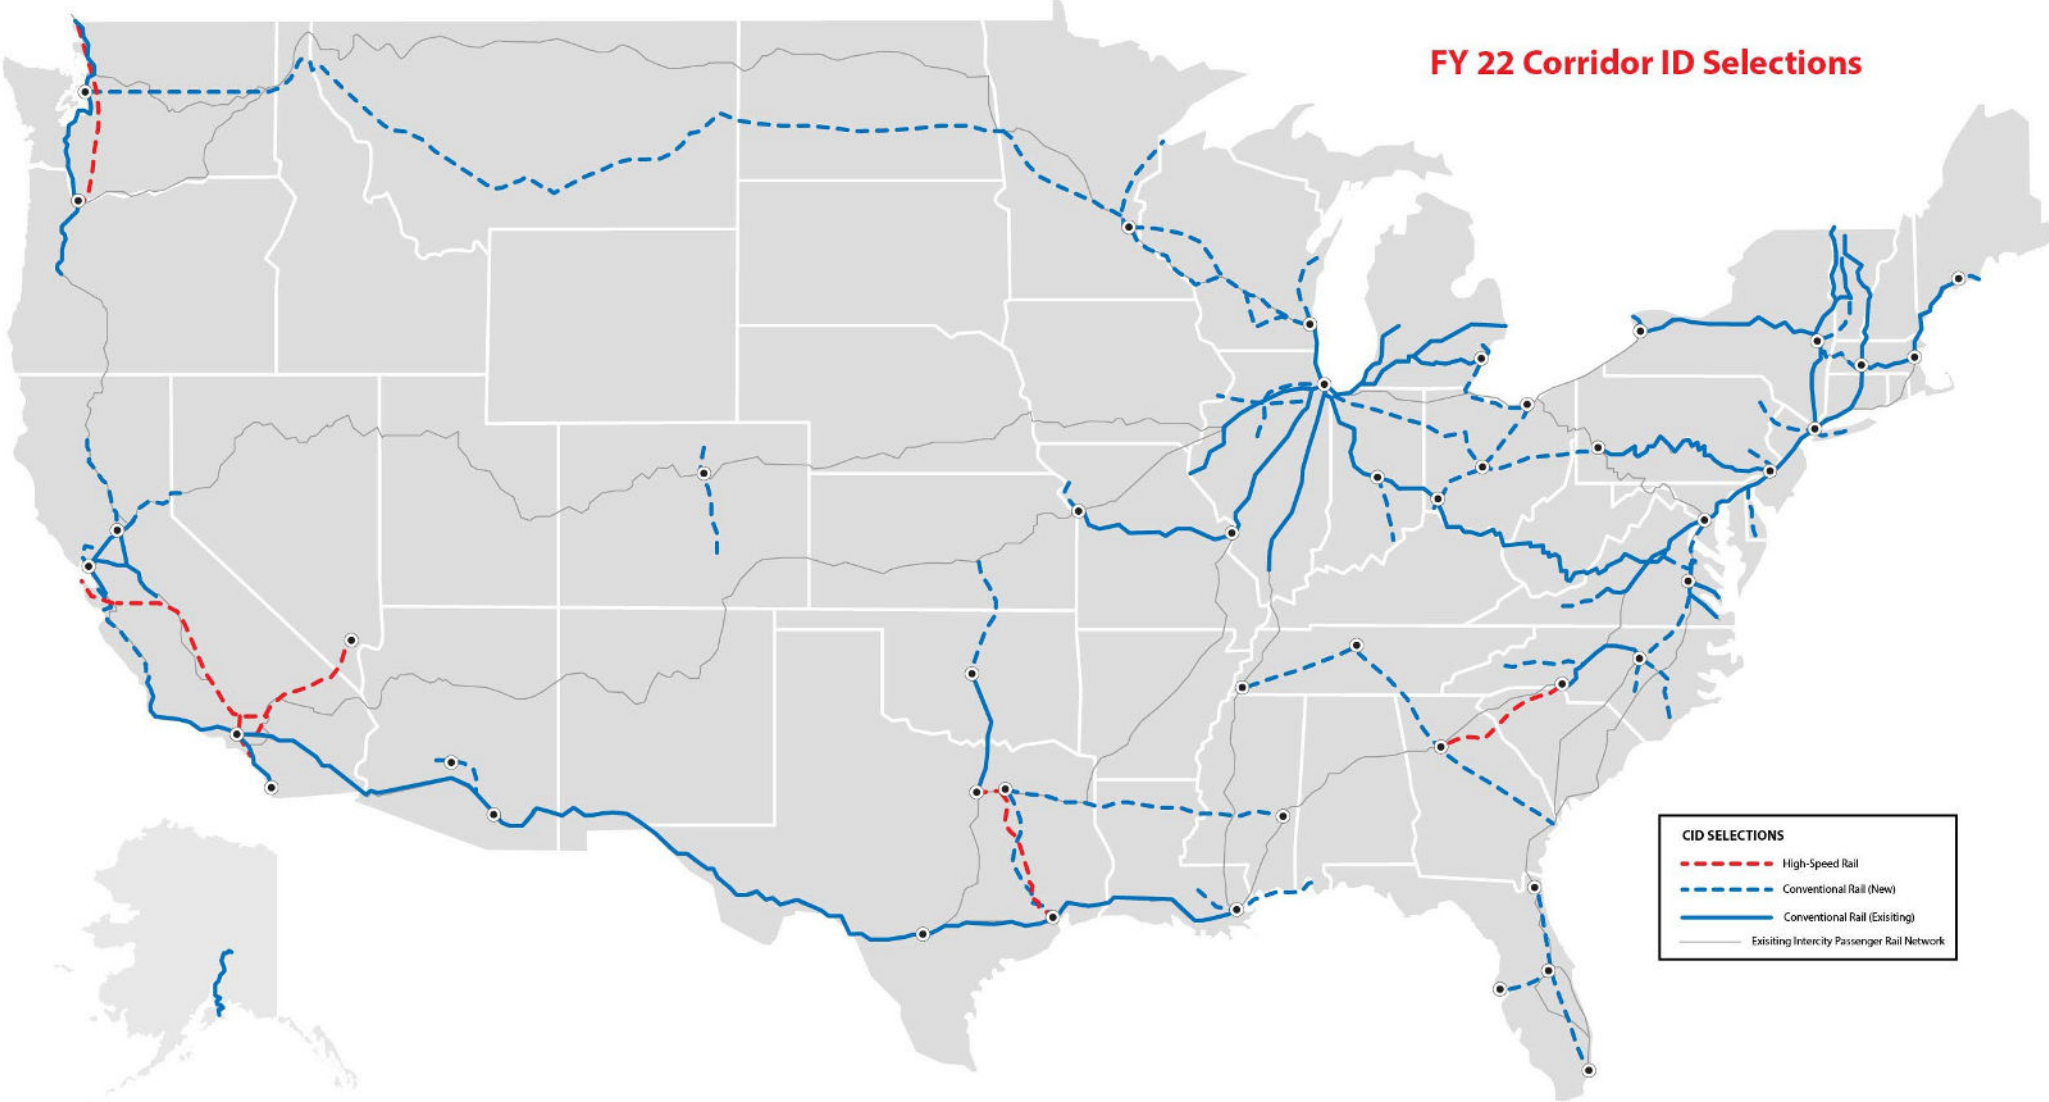 FY 22 Corridor ID Selections
CID SELECTIONS
High-Speed Rail
Conventional Rail (New)
Conventional Rail (Exisiting)
Exisiting Intercity Passenger Rail Network